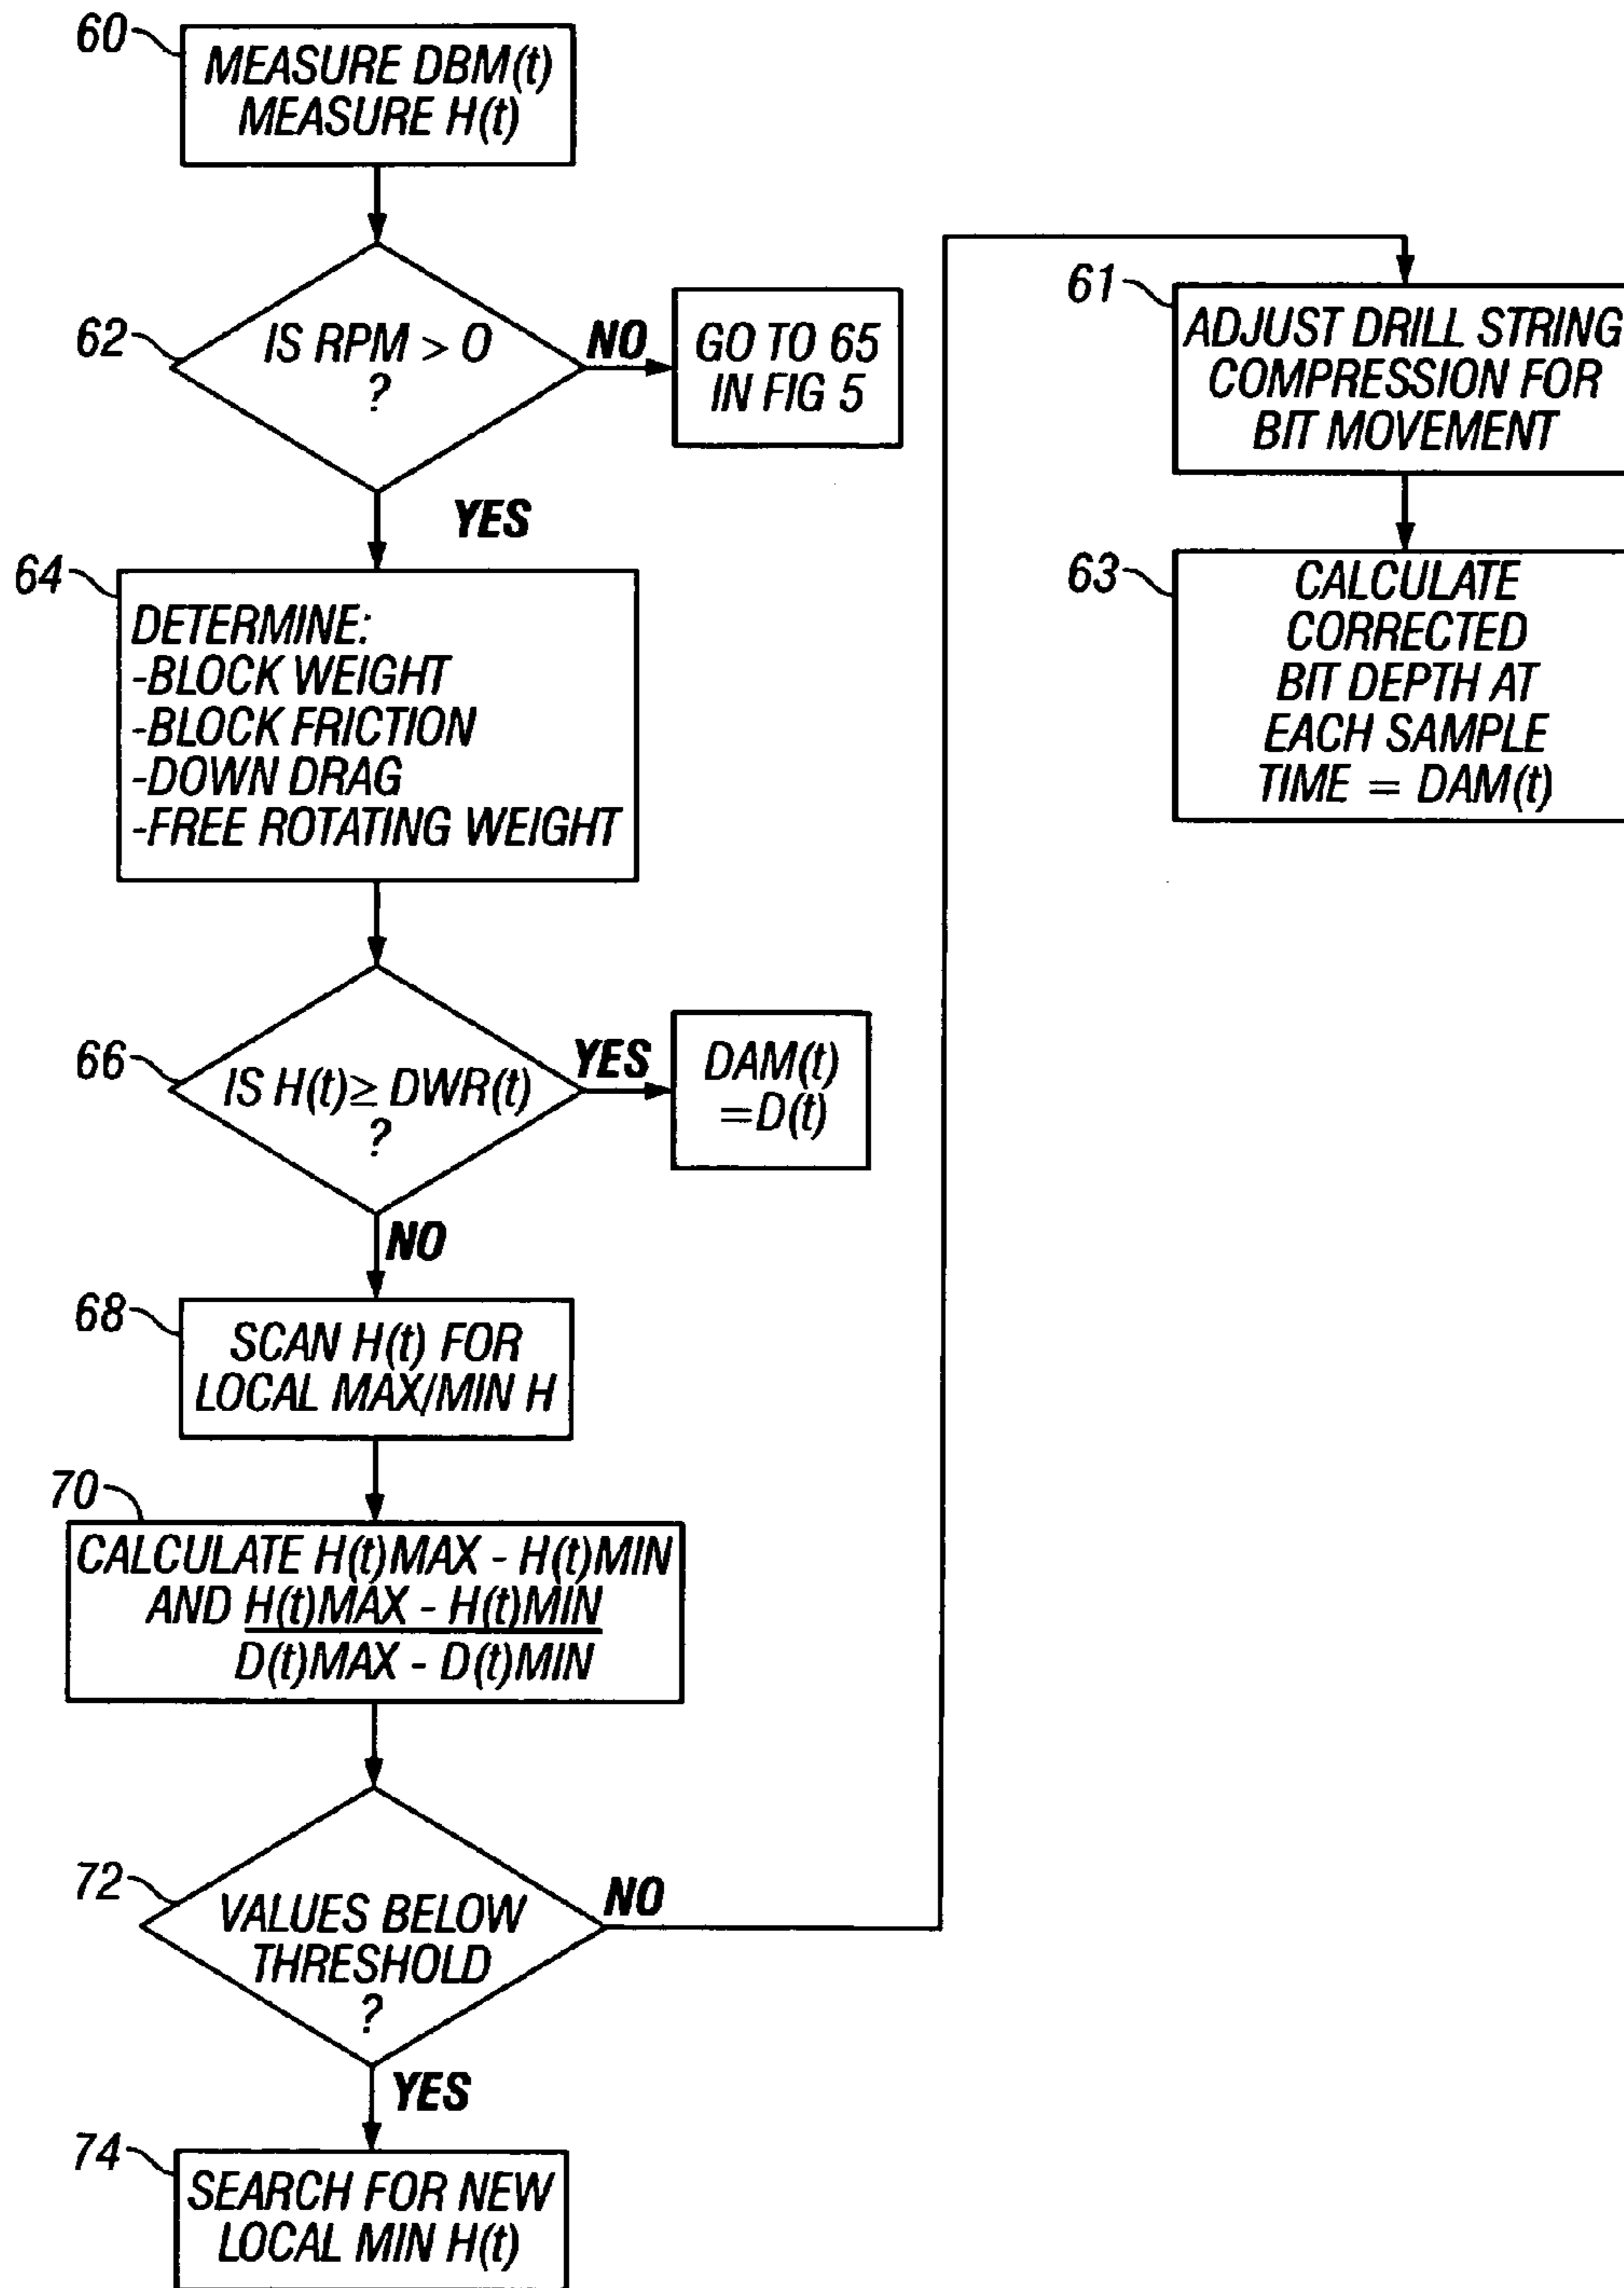 60
MEASURE DBM(t)
MEASURE H(t)
62
IS RPM > 0
?
NO
GO TO 65
IN FIG 5
YES
64
DETERMINE:
-BLOCK WEIGHT
-BLOCK FRICTION
-DOWN DRAG
-FREE ROTATING WEIGHT
66
IS H(t) ≥ DWR(t)
?
YES
DAM(t)
=D(t)
NO
68
SCAN H(t) FOR
LOCAL MAX/MIN H
70
CALCULATE H(t)MAX - H(t)MIN
AND H(t)MAX - H(t)MIN
D(t)MAX - D(t)MIN
72
VALUES BELOW
THRESHOLD
?
NO
YES
74
SEARCH FOR NEW
LOCAL MIN H(t)
61
ADJUST DRILL STRING
COMPRESSION FOR
BIT MOVEMENT
63
CALCULATE
CORRECTED
BIT DEPTH AT
EACH SAMPLE
TIME = DAM(t)